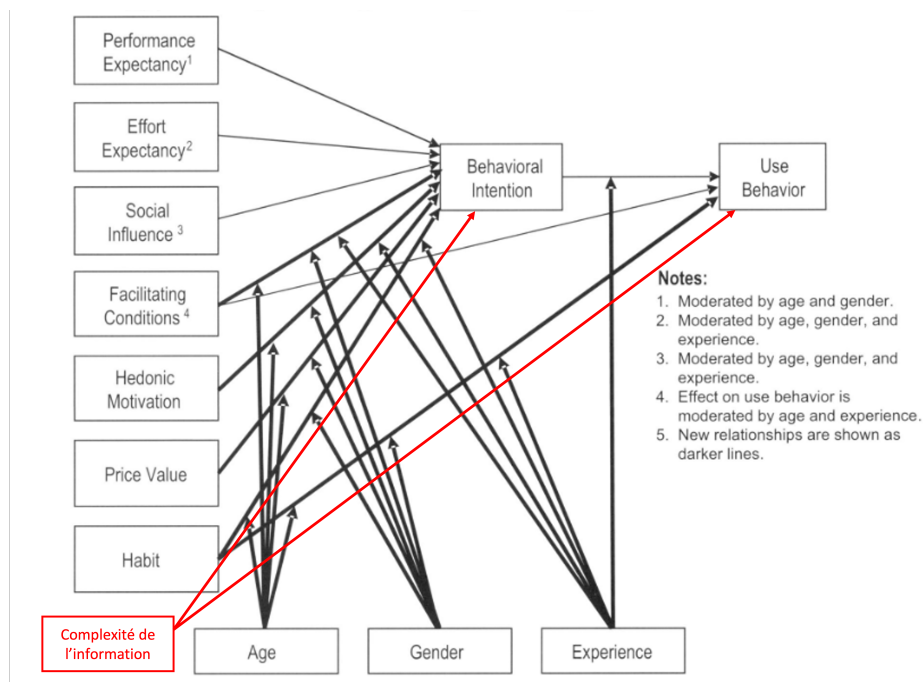 Performance
Expectancy1
Effort
Expectancy2
Social
Influence 3
Facilitating
Conditions 4
Hedonic
Motivation
Price Value
Habit
Complexité de
l'information
Age
Gender
Experience
Behavioral
Intention
Use
Behavior
Notes:
1. Moderated by age and gender.
2. Moderated by age, gender, and
experience.
3. Moderated by age, gender, and
experience.
4. Effect on use behavior is
moderated by age and experience.
5. New relationships are shown as
darker lines.